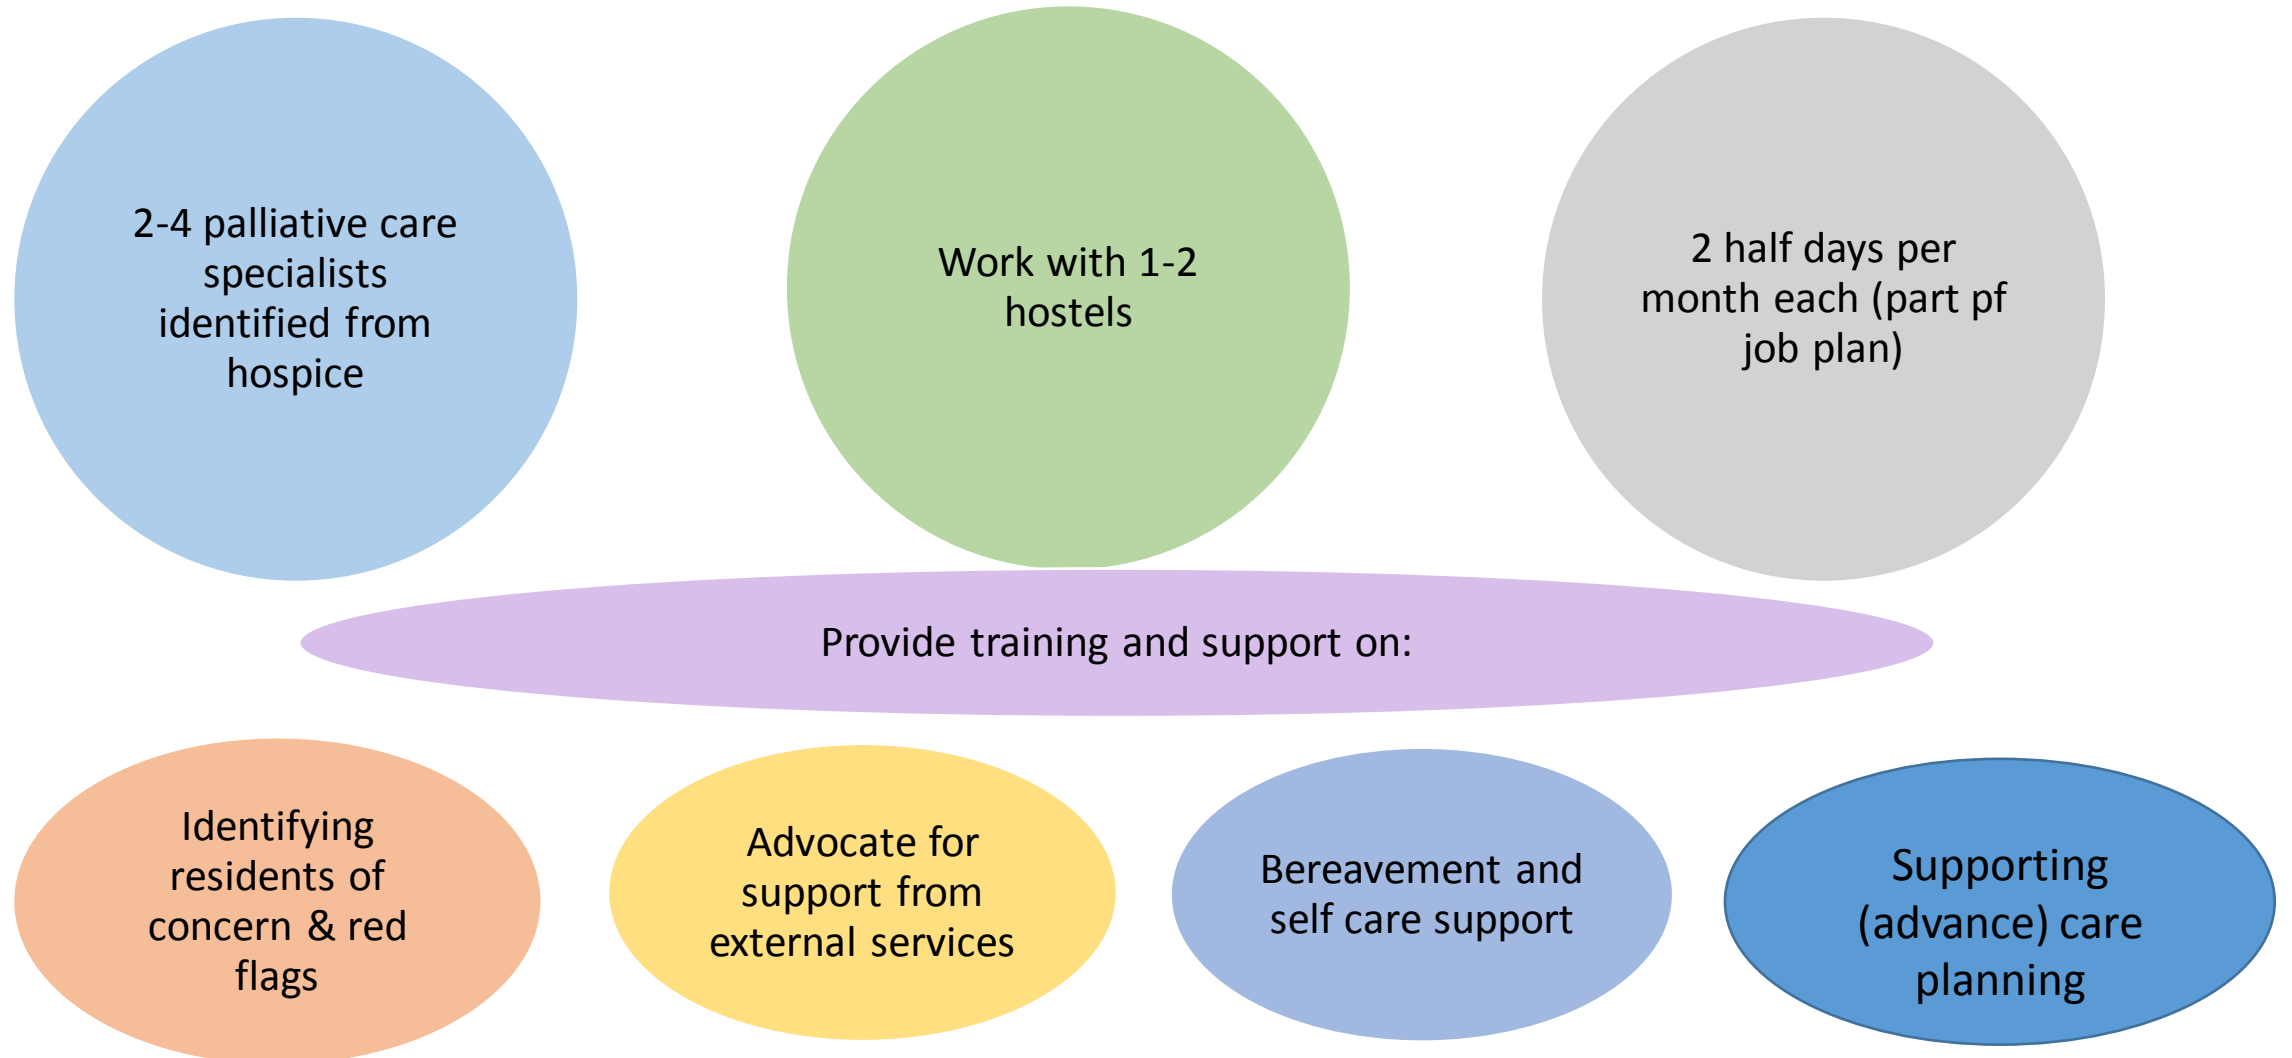 2-4 palliative care
specialists
identified from
hospice
Work with 1-2
hostels
2 half days per
month each (part pf
job plan)
Provide training and support on:
Identifying
residents of
concern & red
flags
Advocate for
support from
external services
Bereavement and
self care support
Supporting
(advance) care
planning